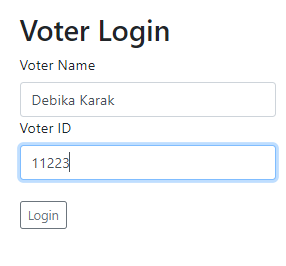 Voter Login
Voter Name
Debika Karak
Voter ID
11223
Login